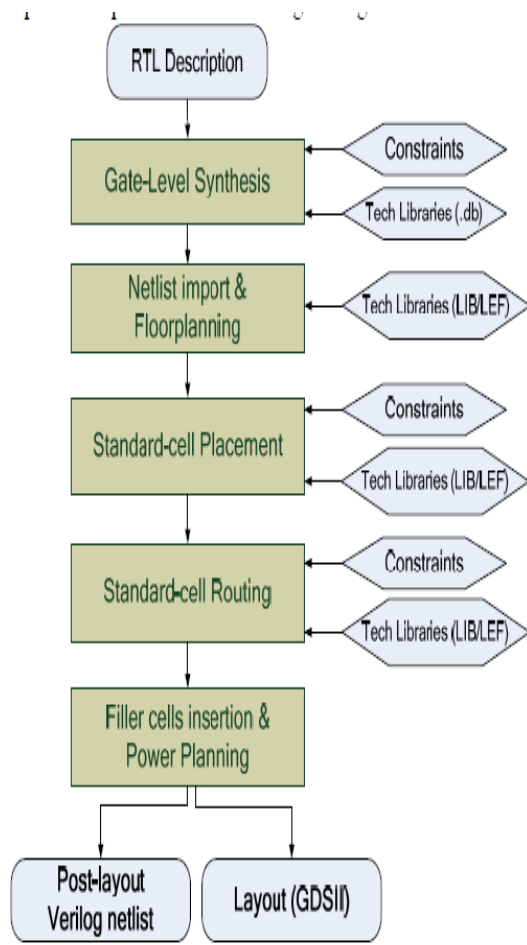 RTL Description
Gate-Level Synthesis
Constraints
Tech Libraries (.db)
Netlist import &
Floorplanning
Tech Libraries (LIB/LEF)
Standard-cell Placement
Constraints
Tech Libraries (LIB/LEF)
Standard-cell Routing
Constraints
Tech Libraries (LIB/LEF)
Filler cells insertion &
Power Planning
Post-layout
Verilog netlist
Layout (GDSII)